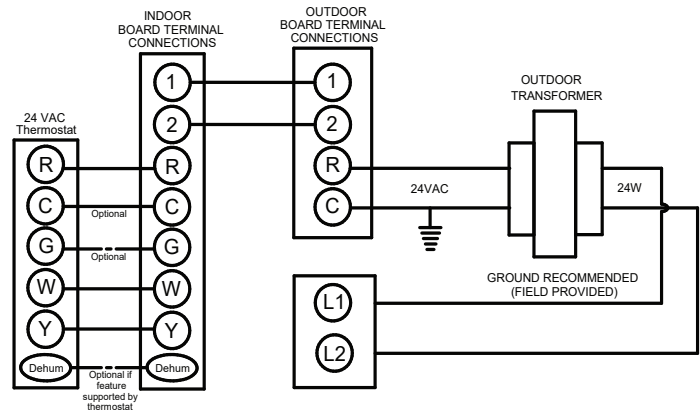 INDOOR
BOARD TERMINAL
CONNECTIONS
OUTDOOR
BOARD TERMINAL
CONNECTIONS
OUTDOOR
TRANSFORMER
24 VAC
Thermostat
1
1
2
2
R
R
R
C
Optional
C
C
24VAC
24W
G
Optional
G
W
W
GROUND RECOMMENDED
(FIELD PROVIDED)
L1
Y
Y
L2
Dehum
Dehum
Optional if
feature
supported by
thermostat